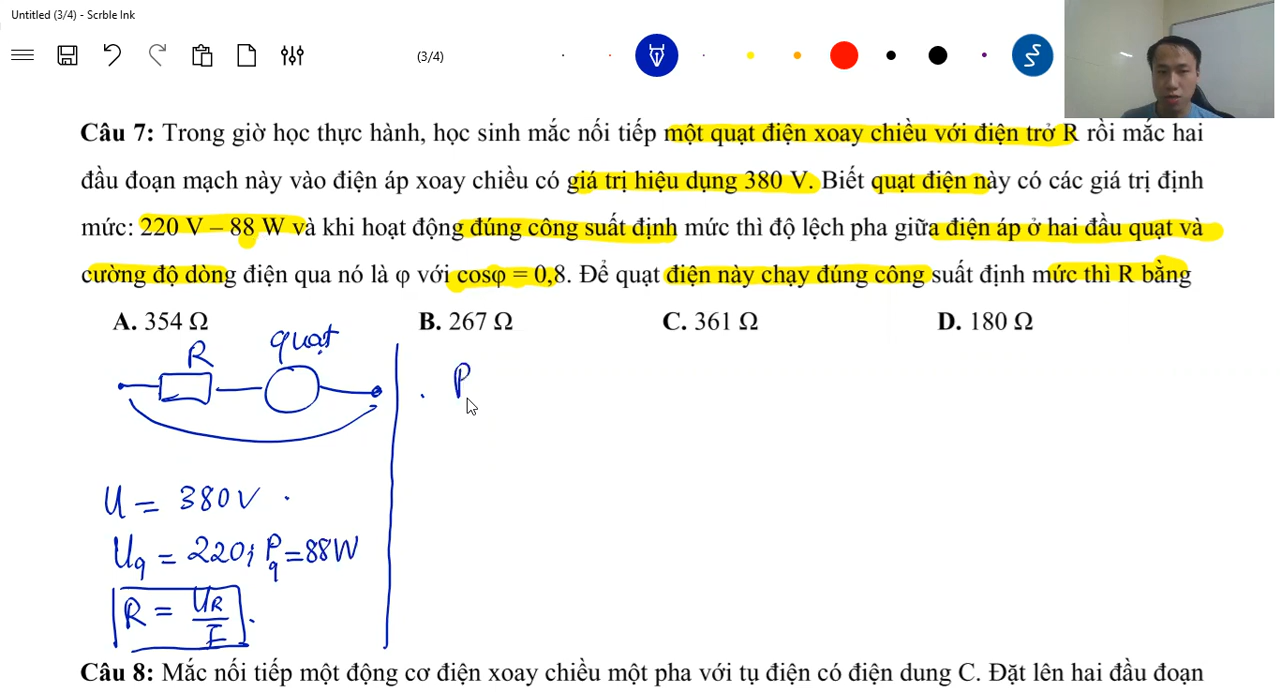 Untitled (3/4) - Scrble Ink
(3/4)
Câu 7: Trong giờ học thực hành, học sinh mắc nối tiếp một quạt điện xoay chiều với điện trở R rồi mắc hai
đầu đoạn mạch này vào điện áp xoay chiều có giá trị hiệu dụng 380 V. Biết quạt điện này có các giá trị định
mức: 220 V – 88 W và khi hoạt động đúng công suất định mức thì độ lệch pha giữa điện áp ở hai đầu quạt và
cường độ dòng điện qua nó là φ với cosφ = 0,8. Để quạt điện này chạy đúng công suất định mức thì R bằng
A. 354 Ω B. 267 Ω C. 361 Ω D. 180 Ω
R quạt
. P
U = 380V .
Uq = 220; Pq = 88W
R = UR/I .
Câu 8: Mắc nối tiếp một động cơ điện xoay chiều một pha với tụ điện có điện dung C. Đặt lên hai đầu đoạn